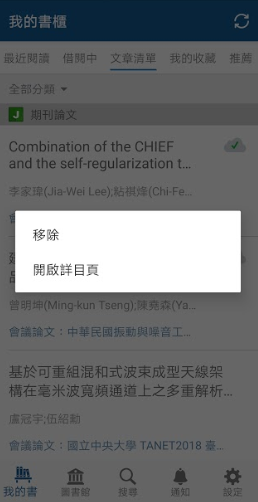 我的書櫃
最近閱讀 借閱中 文章清單 我的收藏 推薦
全部分類
J 期刊論文
Combination of the CHIEF
and the self-regularization t...
李家瑋(Jia-Wei Lee);粘祺烽(Chi-Fe...
移除
開啟詳目頁
曾明坤(Ming-kun Tseng);陳堯森(Ya...
會議論文：中華民國振動與噪音工...
基於可重組混和式波束成型天線架
構在毫米波寬頻通道上之多重解析...
盧冠宇;伍紹勳
會議論文：國立中央大學 TANET2018 臺...
我的書 圖書館 搜尋 通知 設定